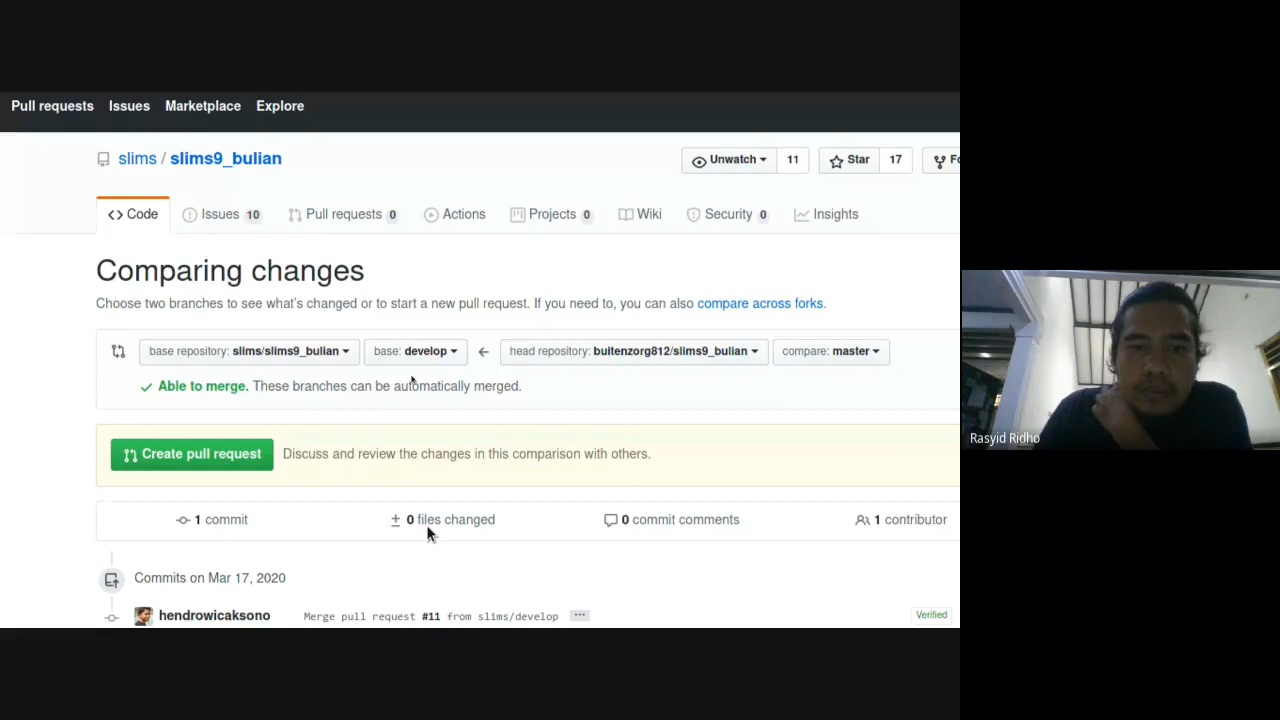 Pull requests Issues Marketplace Explore
slims / slims9_bulian
Unwatch 11 Star 17 Fo
Code Issues 10 Pull requests 0 Actions Projects 0 Wiki Security 0 Insights
Comparing changes
Choose two branches to see what's changed or to start a new pull request. If you need to, you can also compare across forks.
base repository: slims/slims9_bulian base: develop head repository: buitenzorg812/slims9_bulian compare: master
Able to merge. These branches can be automatically merged.
Create pull request Discuss and review the changes in this comparison with others.
1 commit 0 files changed 0 commit comments 1 contributor
Commits on Mar 17, 2020
hendrowicaksono Merge pull request #11 from slims/develop ... Verified
Rasyid Ridho